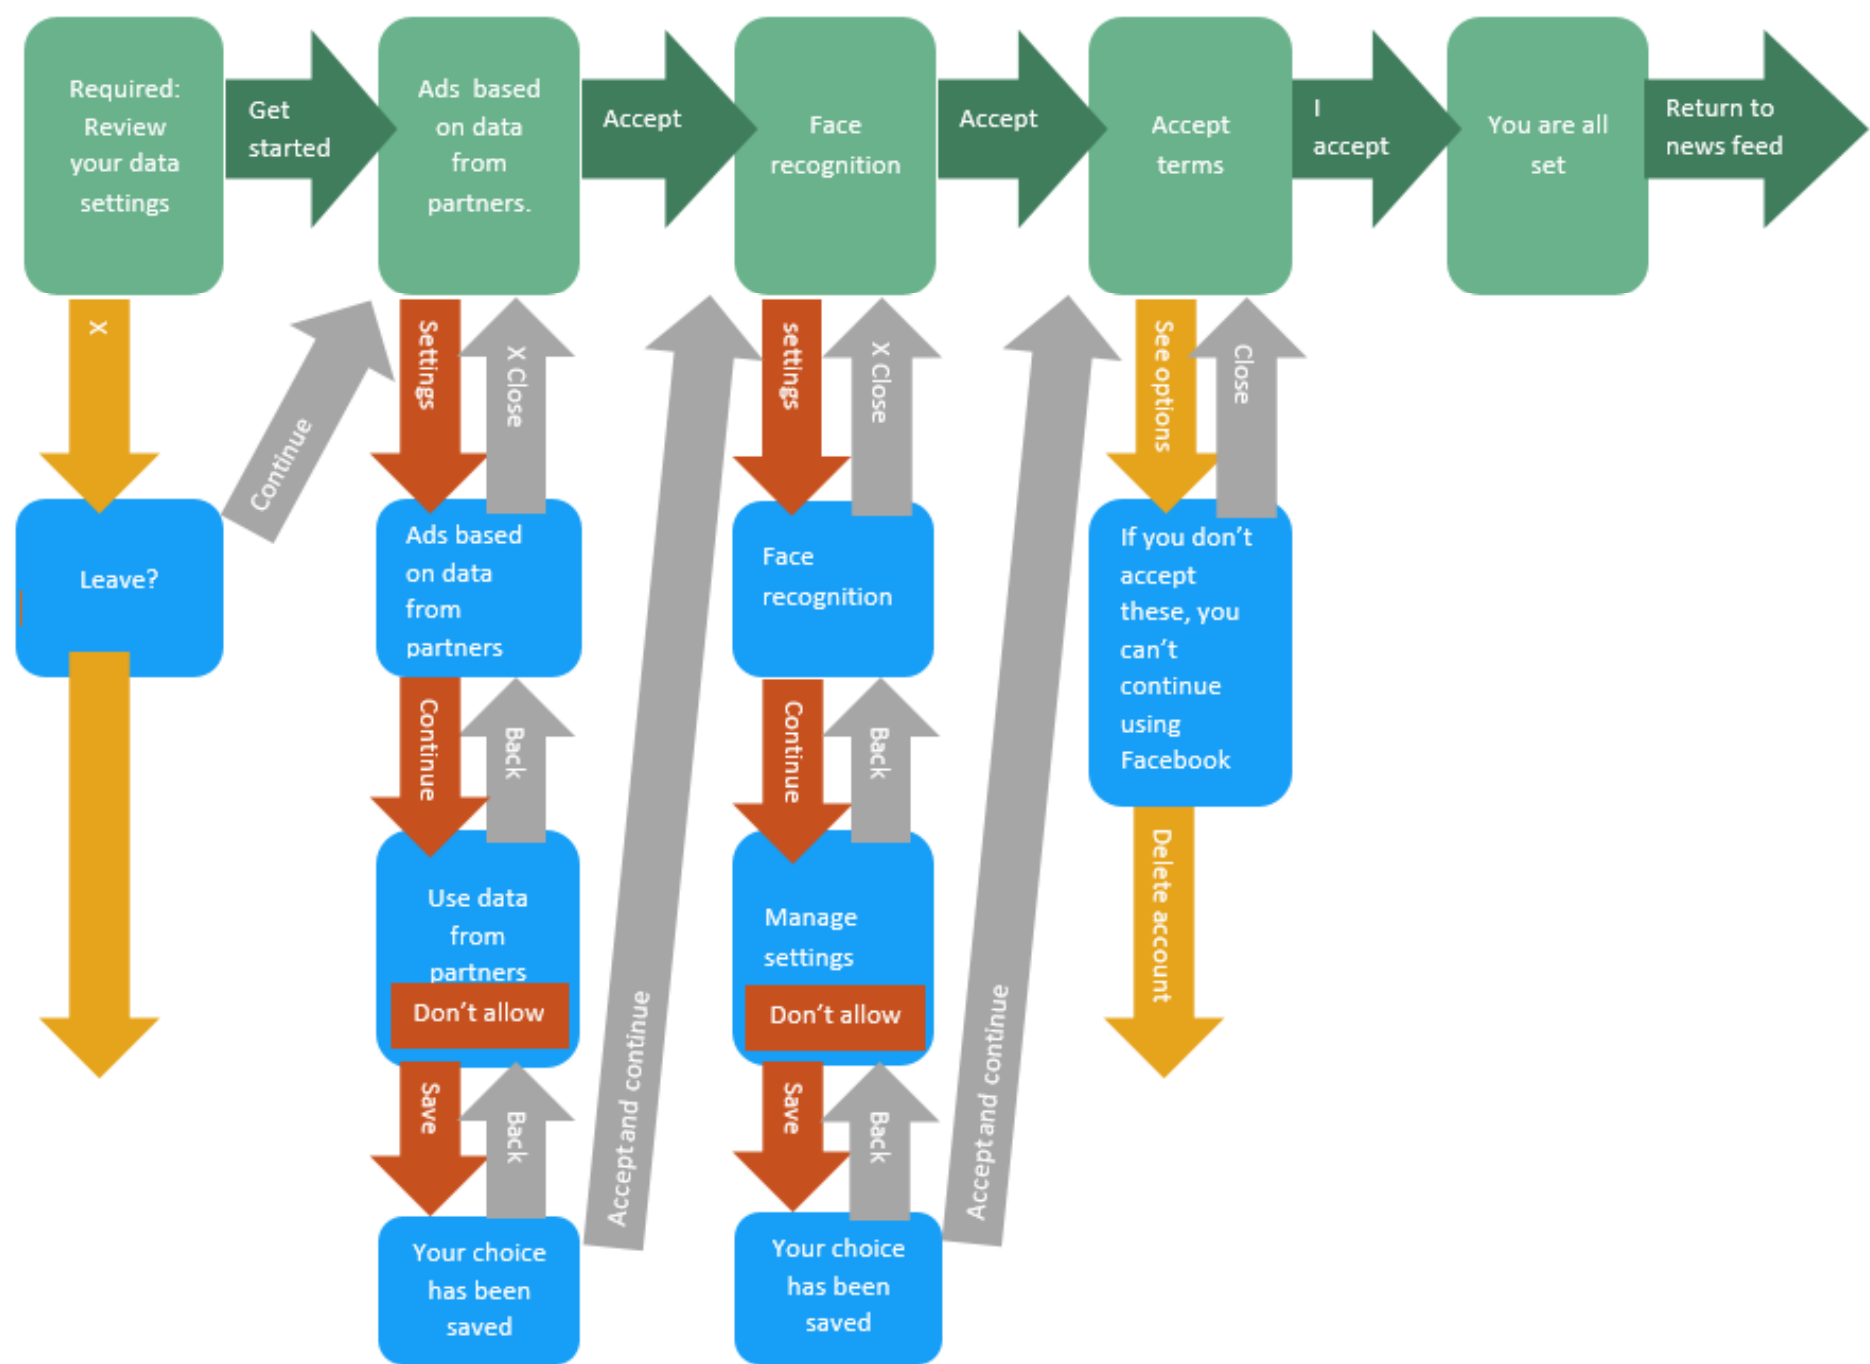 Required:
Review
your data
settings
Get
started
Ads based
on data
from
partners.
Accept
Face
recognition
Accept
Accept
terms
I
accept
You are all
set
Return to
news feed
X
Continue
Settings
X Close
settings
X Close
See options
Close
Leave?
Ads based
on data
from
partners
Face
recognition
If you don't
accept
these, you
can't
continue
using
Facebook
Continue
Back
Continue
Back
Use data
from
partners
Don't allow
Accept and continue
Manage
settings
Don't allow
Accept and continue
Delete account
Save
Back
Save
Back
Your choice
has been
saved
Your choice
has been
saved